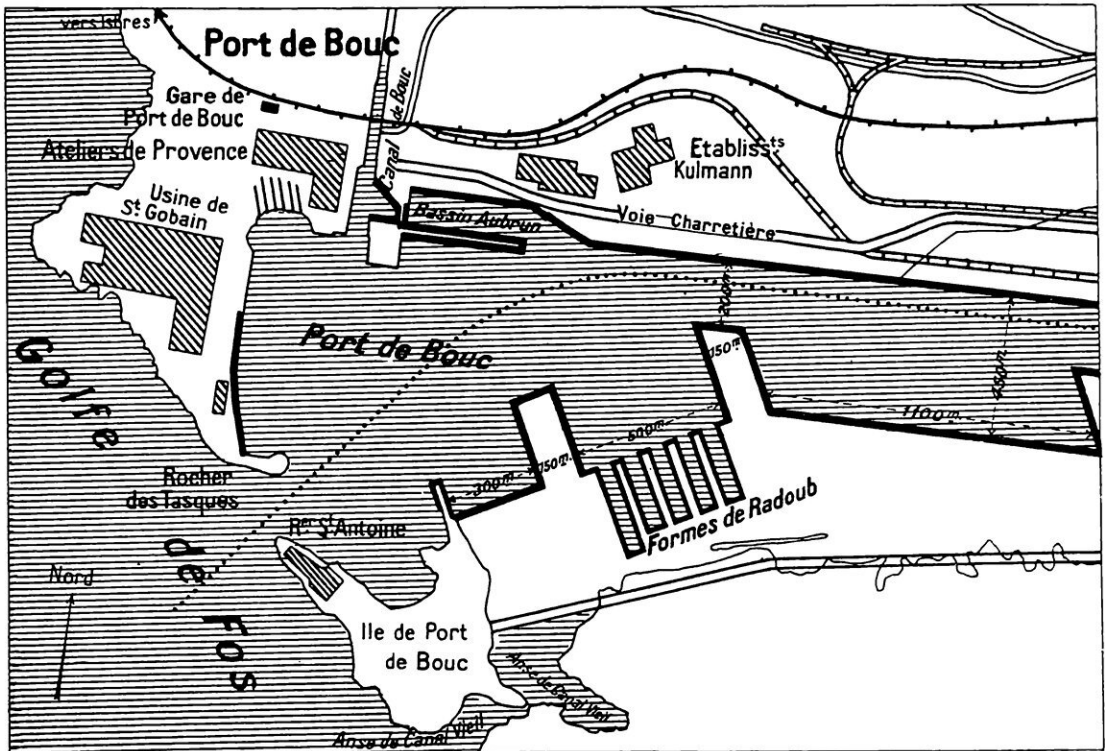 vers Istres
Port de Bouc
Gare de
Port de Bouc
Ateliers de Provence
Usine de
St. Gobain
Canal de Bouc
Etablissts
Kulmann
Bassin Aubrun
Voie Charretière
Port de Bouc
200m
150m
450m
1100m.
600m.
300m
150m.
Formes de Radoub
Golfe de Fos
Rocher
des Tasques
Rer St Antoine
Nord
Ile de Port
de Bouc
Anse de Canal Vieil
Anse de Canal Vieil